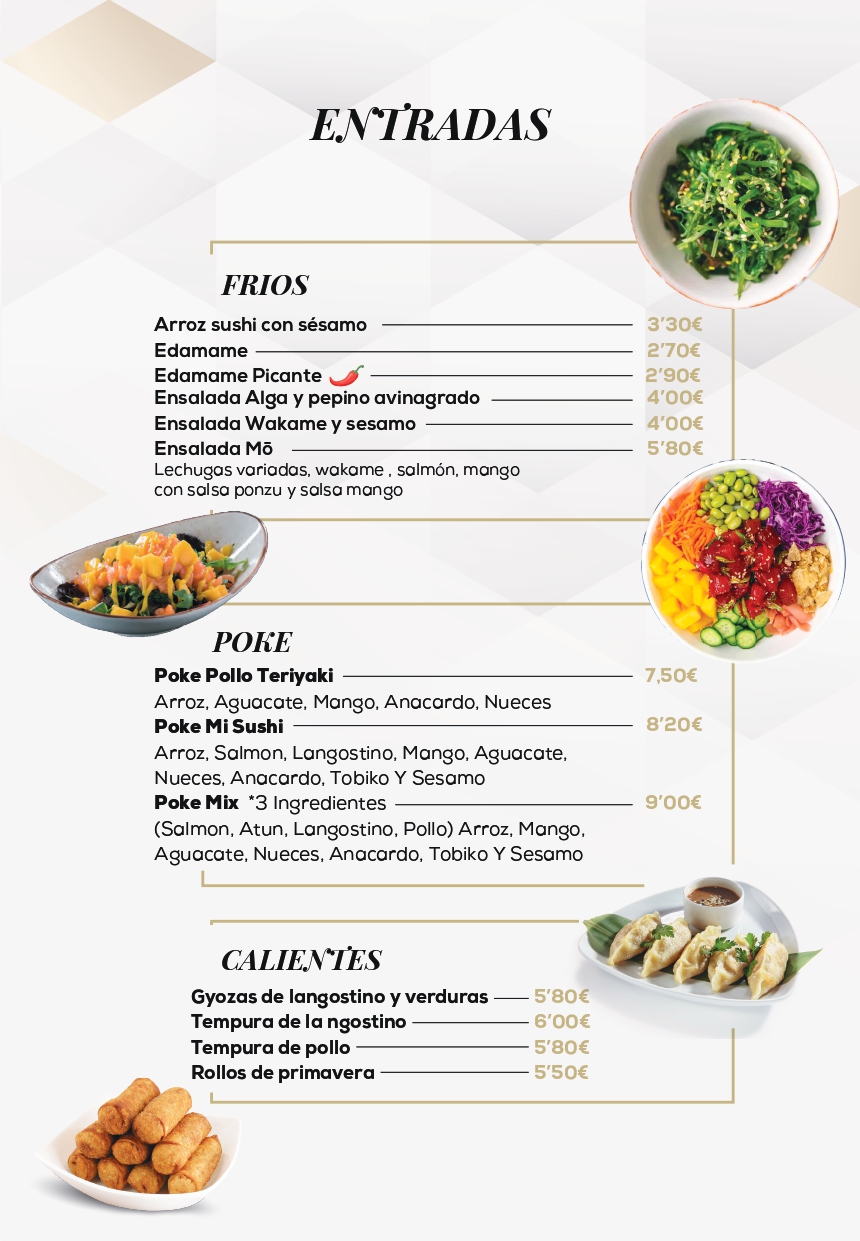 ENTRADAS
FRIOS
Arroz sushi con sésamo 3'30€
Edamame 2'70€
Edamame Picante 2'90€
Ensalada Alga y pepino avinagrado 4'00€
Ensalada Wakame y sesamo 4'00€
Ensalada Mō 5'80€
Lechugas variadas, wakame , salmón, mango
con salsa ponzu y salsa mango
POKE
Poke Pollo Teriyaki 7,50€
Arroz, Aguacate, Mango, Anacardo, Nueces
Poke Mi Sushi 8'20€
Arroz, Salmon, Langostino, Mango, Aguacate,
Nueces, Anacardo, Tobiko Y Sesamo
Poke Mix *3 Ingredientes 9'00€
(Salmon, Atun, Langostino, Pollo) Arroz, Mango,
Aguacate, Nueces, Anacardo, Tobiko Y Sesamo
CALIENTES
Gyozas de langostino y verduras 5'80€
Tempura de la ngostino 6'00€
Tempura de pollo 5'80€
Rollos de primavera 5'50€